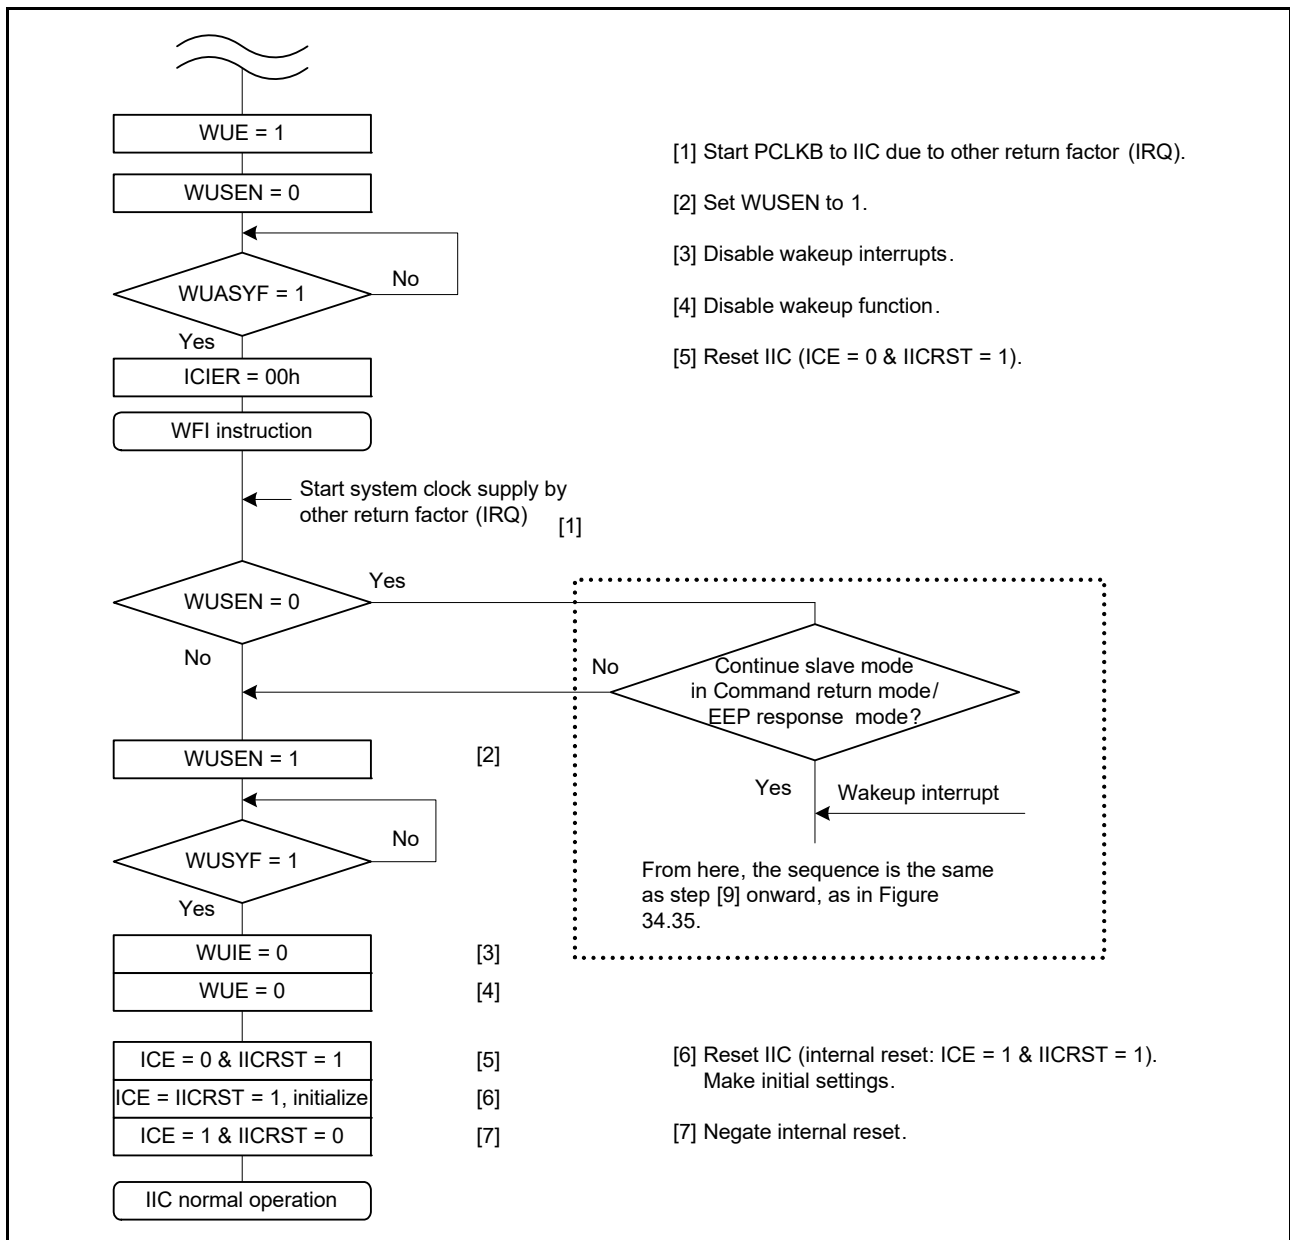 WUE = 1
[1] Start PCLKB to IIC due to other return factor (IRQ).
WUSEN = 0
[2] Set WUSEN to 1.
[3] Disable wakeup interrupts.
No
WUASYF = 1
[4] Disable wakeup function.
Yes
[5] Reset IIC (ICE = 0 & IICRST = 1).
ICIER = 00h
WFI instruction
Start system clock supply by
other return factor (IRQ)
[1]
Yes
WUSEN = 0
No
No
Continue slave mode
in Command return mode/
EEP response mode?
WUSEN = 1
[2]
Yes
Wakeup interrupt
No
WUSYF = 1
From here, the sequence is the same
as step [9] onward, as in Figure
34.35.
Yes
WUIE = 0
[3]
WUE = 0
[4]
ICE = 0 & IICRST = 1
[5]
[6] Reset IIC (internal reset: ICE = 1 & IICRST = 1).
Make initial settings.
ICE = IICRST = 1, initialize
[6]
ICE = 1 & IICRST = 0
[7]
[7] Negate internal reset.
IIC normal operation